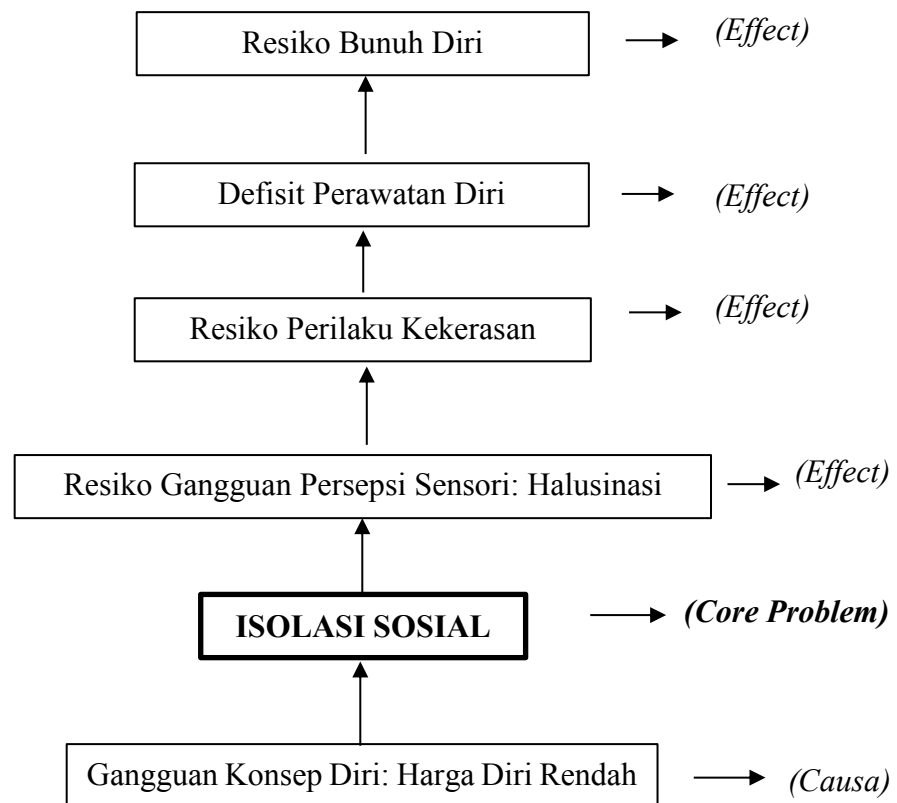 Resiko Bunuh Diri (Effect)
Defisit Perawatan Diri (Effect)
Resiko Perilaku Kekerasan (Effect)
Resiko Gangguan Persepsi Sensori: Halusinasi (Effect)
ISOLASI SOSIAL (Core Problem)
Gangguan Konsep Diri: Harga Diri Rendah (Causa)